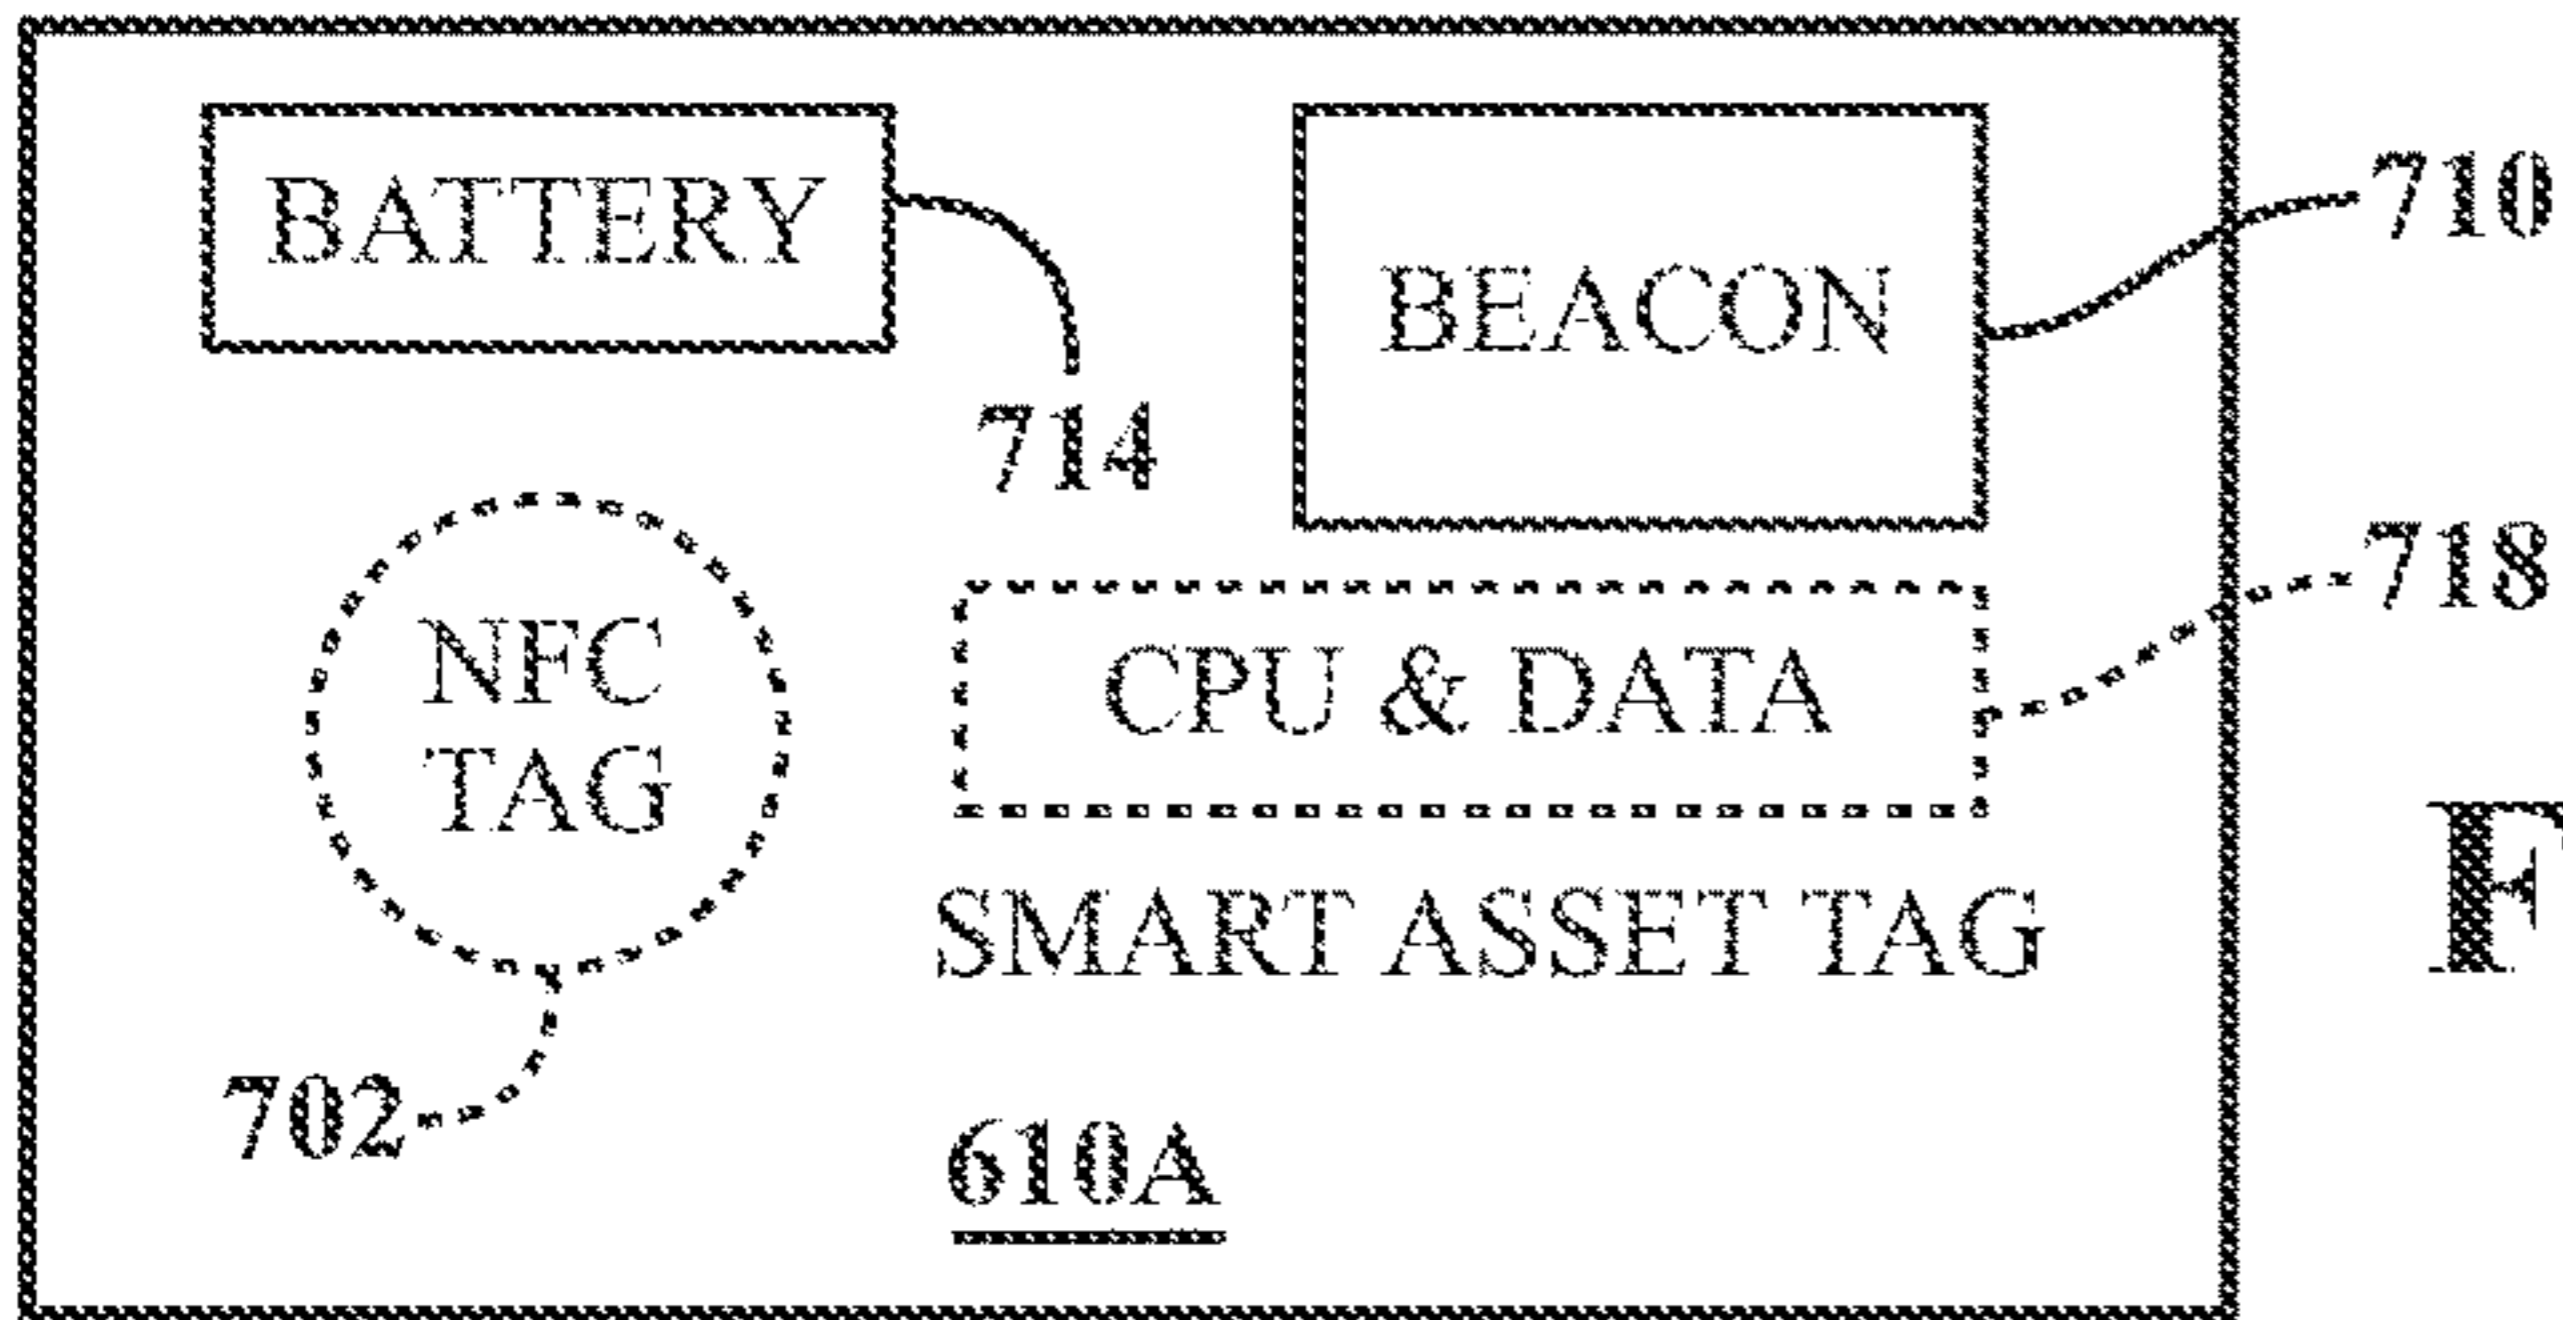 BATTERY
BEACON
710
714
718
NFC
TAG
CPU & DATA
F
SMART ASSET TAG
702
610A